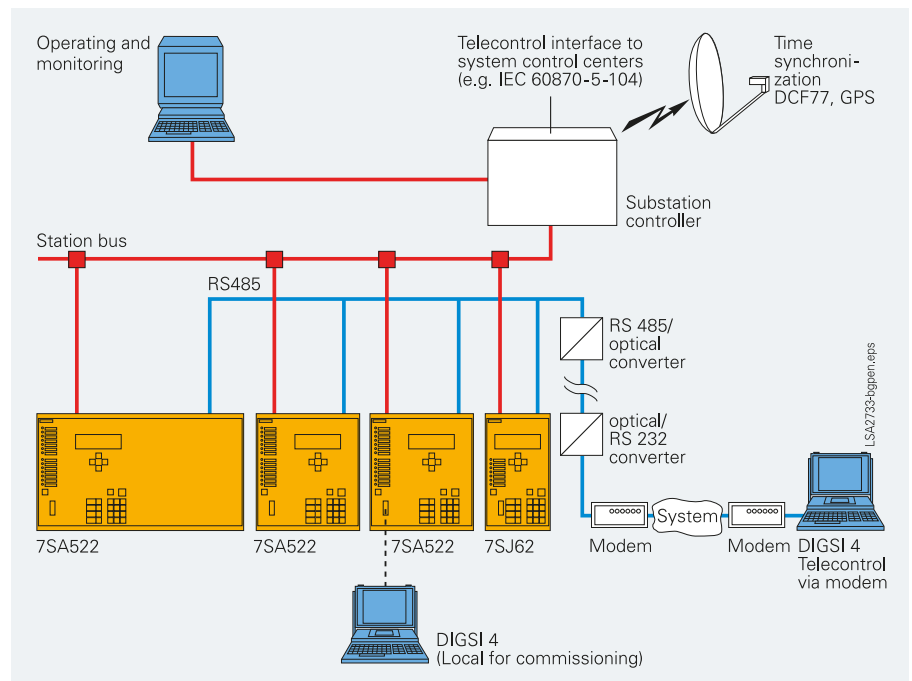 Operating and
monitoring
Telecontrol interface to
system control centers
(e.g. IEC 60870-5-104)
Time
synchroni-
zation
DCF77, GPS
Substation
controller
Station bus
RS485
RS 485/
optical
converter
optical/
RS 232
converter
LSA2733-bgpen.eps
7SA522
7SA522
7SA522
7SJ62
Modem
System
Modem
DIGSI 4
Telecontrol
via modem
DIGSI 4
(Local for commissioning)